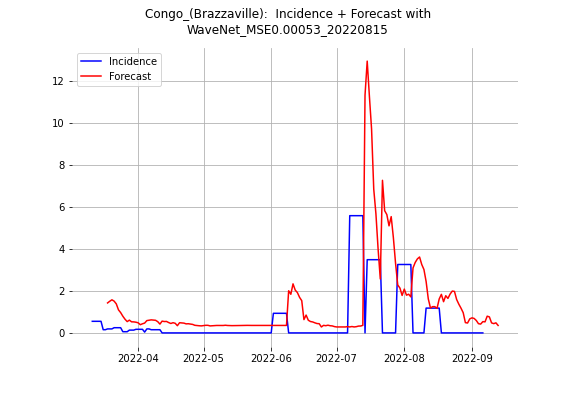 Congo_(Brazzaville):  Incidence + Forecast with
WaveNet_MSE0.00053_20220815
Incidence
Forecast
12
10
8
6
4
2
0
2022-04 2022-05 2022-06 2022-07 2022-08 2022-09